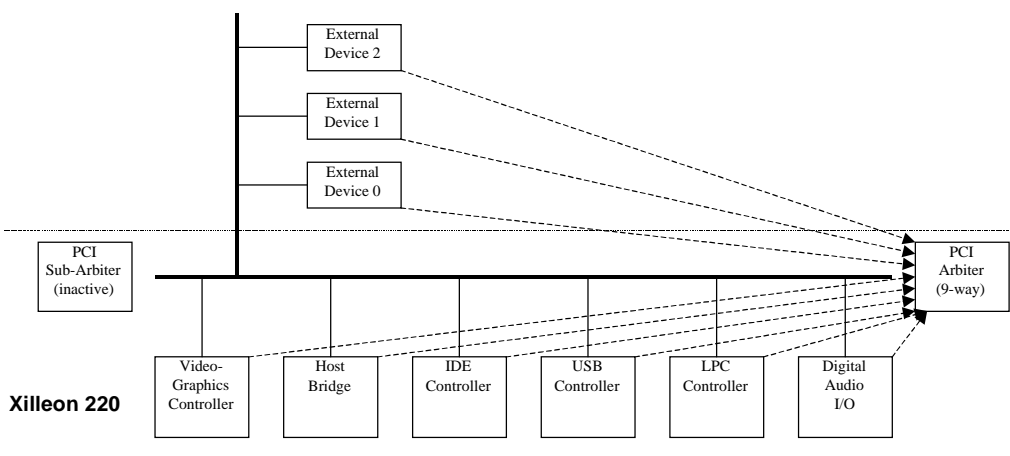 External
Device 2
External
Device 1
External
Device 0
PCI
Sub-Arbiter
(inactive)
PCI
Arbiter
(9-way)
Video-
Graphics
Controller
Host
Bridge
IDE
Controller
USB
Controller
LPC
Controller
Digital
Audio
I/O
Xilleon 220